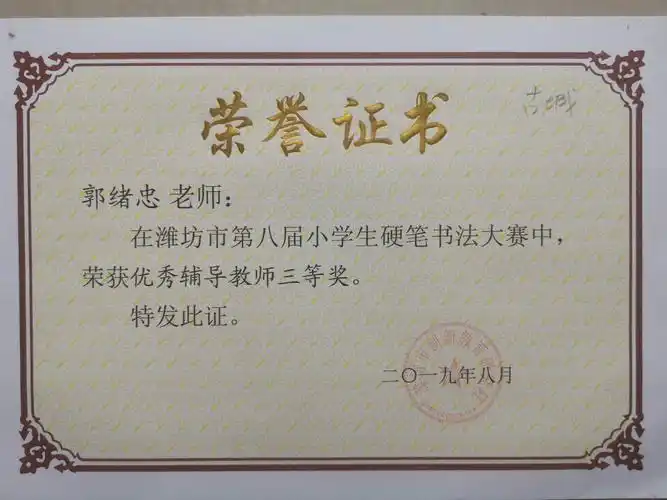 荣誉证书
古城
郭绪忠 老师：
在潍坊市第八届小学生硬笔书法大赛中，
荣获优秀辅导教师三等奖。
特发此证。
二〇一九年八月